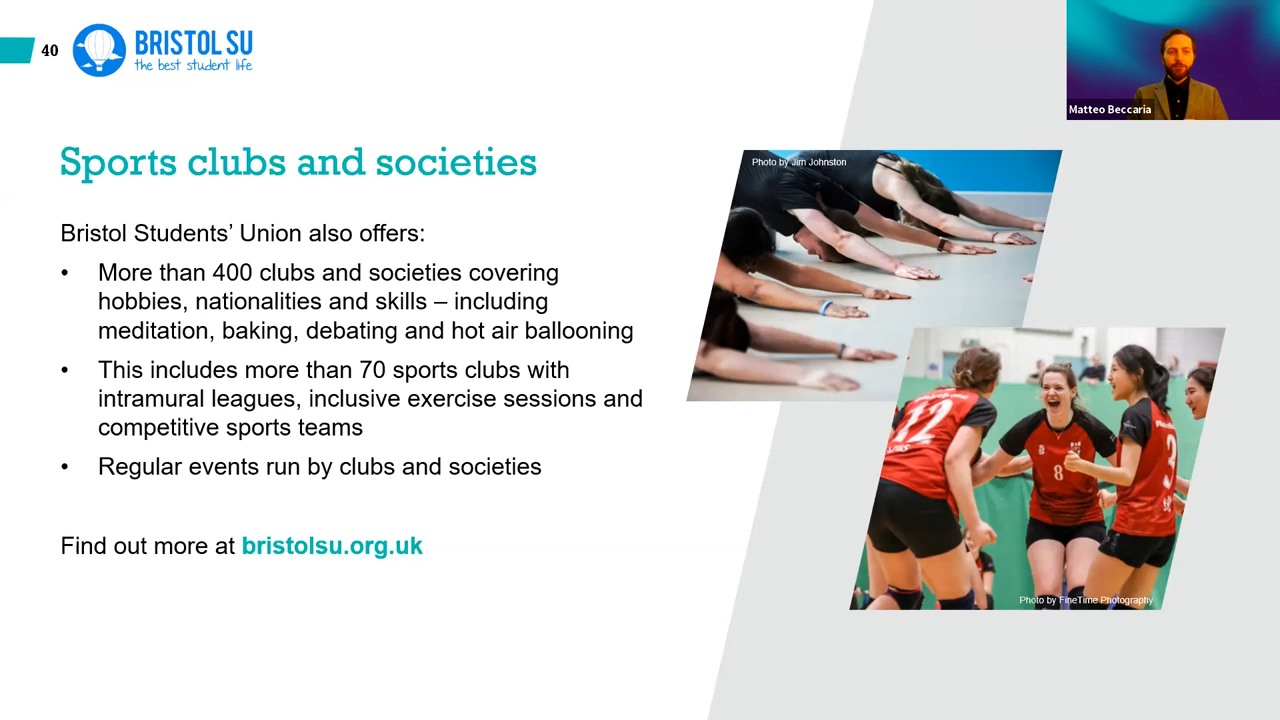 40
BRISTOL SU
the best student life
Matteo Beccaria
Sports clubs and societies
Photo by Jim Johnston
Bristol Students’ Union also offers:
• More than 400 clubs and societies covering
hobbies, nationalities and skills – including
meditation, baking, debating and hot air ballooning
• This includes more than 70 sports clubs with
intramural leagues, inclusive exercise sessions and
competitive sports teams
• Regular events run by clubs and societies
Find out more at bristolsu.org.uk
12
8
3
Photo by FineTime Photography